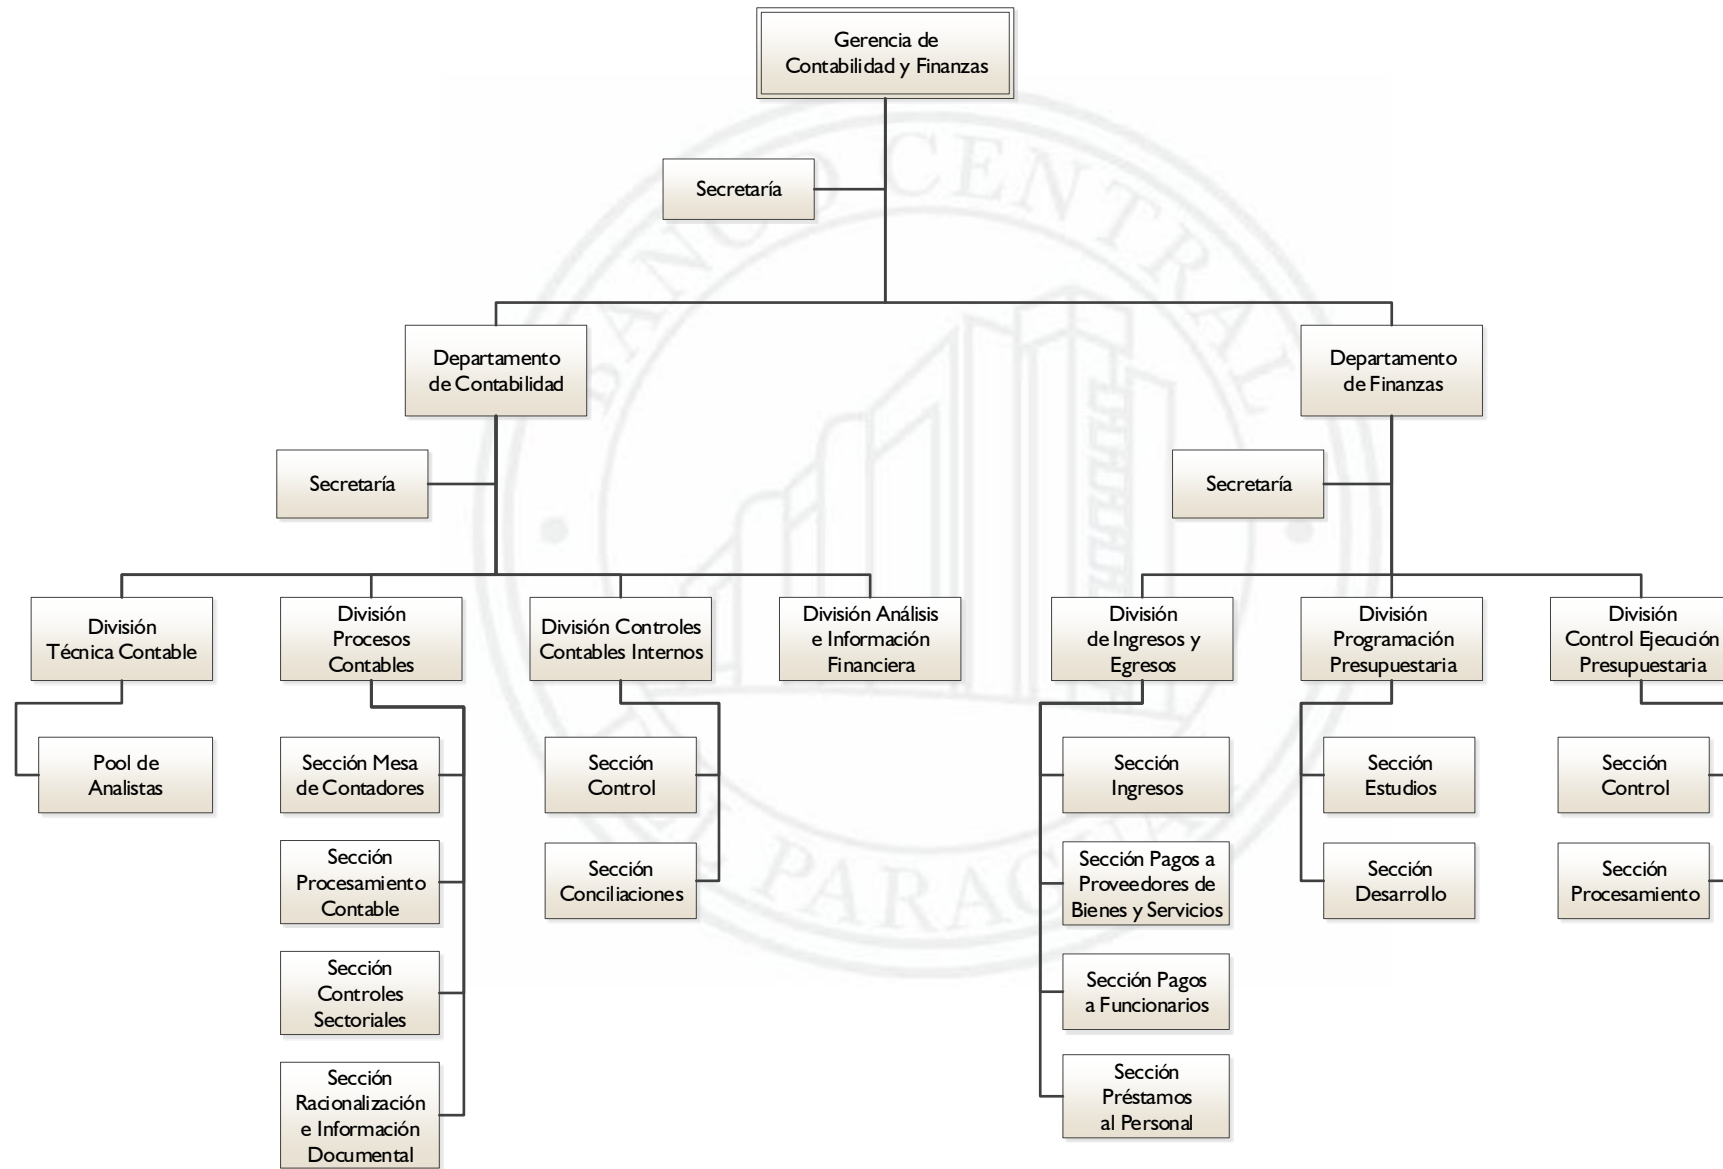 Gerencia de
Contabilidad y Finanzas
Secretaría
Departamento
de Contabilidad
Departamento
de Finanzas
Secretaría
Secretaría
División
Técnica Contable
División
Procesos
Contables
División Controles
Contables Internos
División Análisis
e Información
Financiera
División
de Ingresos y
Egresos
División
Programación
Presupuestaria
División
Control Ejecución
Presupuestaria
Pool de
Analistas
Sección Mesa
de Contadores
Sección
Procesamiento
Contable
Sección
Controles
Sectoriales
Sección
Racionalización
e Información
Documental
Sección
Control
Sección
Conciliaciones
Sección
Ingresos
Sección Pagos a
Proveedores de
Bienes y Servicios
Sección Pagos
a Funcionarios
Sección
Préstamos
al Personal
Sección
Estudios
Sección
Desarrollo
Sección
Control
Sección
Procesamiento
BANCO CENTRAL
PARAGUAY